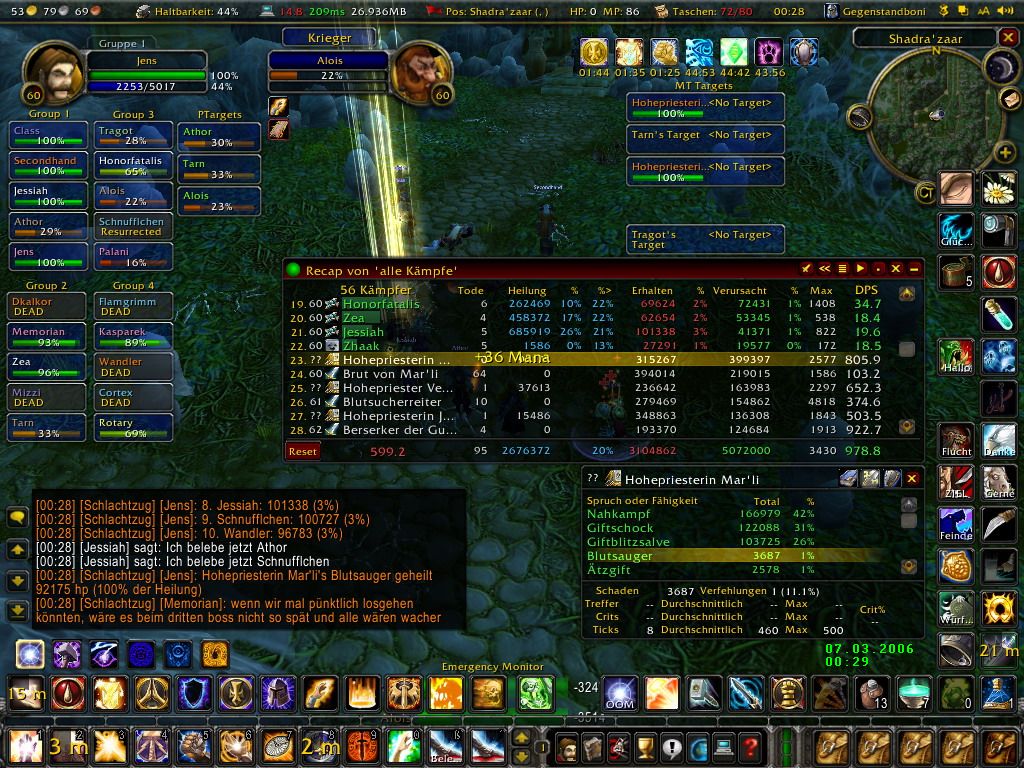 53 79 69 Haltbarkeit: 44% 14.8, 209ms 26.936MB Pos: Shadra'zaar (, ) HP: 0 MP: 86 Taschen: 72/80 00:28 Gegenstandboni
Gruppe 1
Jens
100%
2253/5017 44%
60
Krieger
Alois
22%
60
01:44 01:35 01:25 44:53 44:42 43:56
MT Targets
Hohepriesteri... <No Target>
100%
Tarn's Target <No Target>
Hohepriesteri... <No Target>
100%
Tragot's Target <No Target>
Shadra'zaar
N
Group 1
Class
100%
Secondhand
100%
Jessiah
100%
Athor
29%
Jens
100%
Group 3
Tragot
28%
Honorfatalis
65%
Alois
22%
Schnufflchen
Resurrected
Palani
16%
PTargets
Athor
30%
Tarn
33%
Alois
23%
Group 2
Dkalkor
DEAD
Memorian
93%
Zea
96%
Mizzi
DEAD
Tarn
33%
Group 4
Flamgrimm
DEAD
Kasparek
89%
Wandler
DEAD
Cortex
DEAD
Rotary
69%
Secondhand
Recap von 'alle Kämpfe'
56 Kämpfer Tode Heilung % %> Erhalten % Verursacht % Max DPS
19. 60 Honorfatalis 6 262469 10% 22% 69624 2% 72431 1% 1408 34.7
20. 60 Zea 4 458372 17% 22% 62654 2% 53345 1% 538 18.4
21. 60 Jessiah 5 685919 26% 21% 101338 3% 41371 1% 822 19.6
22. 60 Zhaak 5 0% 13% 27291 1% 19577 0% 172 18.5
23. ?? Hohepriesterin ... 315267 399397 2577 805.9
+36 Mana
24. 60 Brut von Mar'li 64 0 394014 219015 1586 103.2
25. ?? Hohepriester Ve... 1 37613 236642 163983 2297 652.3
26. 61 Blutsucherreiter 10 0 279469 154862 4818 374.6
27. ?? Hohepriesterin J... 1 15486 348863 136308 1843 503.5
28. 62 Berserker der Gu... 4 0 193370 124684 1913 922.7
Reset 599.2 95 2676372 20% 3104862 5072000 3430 978.8
?? Hohepriesterin Mar'li
Spruch oder Fähigkeit Total %
Nahkampf 166979 42%
Giftschock 122088 31%
Giftblitzsalve 103725 26%
Blutsauger 3687 1%
Ätzgift 2578 1%
Schaden 3687 Verfehlungen 1 (11.1%)
Treffer -- Durchschnittlich -- Max --
Crits -- Durchschnittlich -- Max -- Crit% --
Ticks 8 Durchschnittlich 460 Max 500
[00:28] [Schlachtzug] [Jens]: 8. Jessiah: 101338 (3%)
[00:28] [Schlachtzug] [Jens]: 9. Schnufflchen: 100727 (3%)
[00:28] [Schlachtzug] [Jens]: 10. Wandler: 96783 (3%)
[00:28] [Jessiah] sagt: Ich belebe jetzt Athor
[00:28] [Jessiah] sagt: Ich belebe jetzt Schnufflchen
[00:28] [Schlachtzug] [Jens]: Hohepriesterin Mar'li's Blutsauger geheilt
92175 hp (100% der Heilung)
[00:28] [Schlachtzug] [Memorian]: wenn wir mal pünktlich losgehen
könnten, wäre es beim dritten boss nicht so spät und alle wären wacher
07.03.2006
00:29
Emergency Monitor
Glüc...
5
Hallo
Flucht
Danke
ZIEL
Gerne
Feinde
Würf...
21 m
15 m
-324
OOM
13
7
0
1
Alois
-3514
3 m
2 m
Bele...